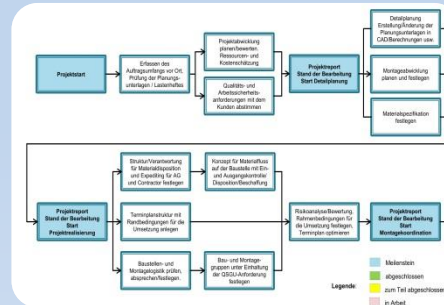 Projektstart
Erfassen des
Auftragsumfangs vor Ort,
Prüfung der Planungs-
unterlagen / Lastenheftes
Projektabwicklung
planen/bewerten,
Ressourcen- und
Kostenschätzung
Qualitäts- und
Arbeitssicherheits-
anforderungen mit dem
Kunden abstimmen
Projektreport
Stand der Bearbeitung
Start Detailplanung
Detailplanung
Erstellung/Änderung der
Planungsunterlagen in
CAD/Berechnungen usw.
Montageabwicklung
planen und festlegen
Materialspezifikation
festlegen
Projektreport
Stand der Bearbeitung
Start
Projektrealisierung
Struktur/Verantwortung
für Materialdisposition
und Expediting für AG
und Contractor festlegen
Konzept für Materialfluss
auf der Baustelle mit Ein-
und Ausgangskontrolle/
Disposition/Beschaffung
Terminplanstruktur mit
Randbedingungen für die
Umsetzung anlegen
Baustellen- und
Montagelogistik prüfen,
absprechen/festlegen.
Bau- und Montage-
gruppen unter Einhaltung
der QSGU-Anforderung
festlegen
Risikoanalyse/Bewertung,
Rahmenbedingungen für
die Umsetzung festlegen,
Terminplan optimieren
Projektreport
Stand der Bearbeitung
Start
Montagekoordination
Legende:
Meilenstein
abgeschlossen
zum Teil abgeschlossen
in Arbeit